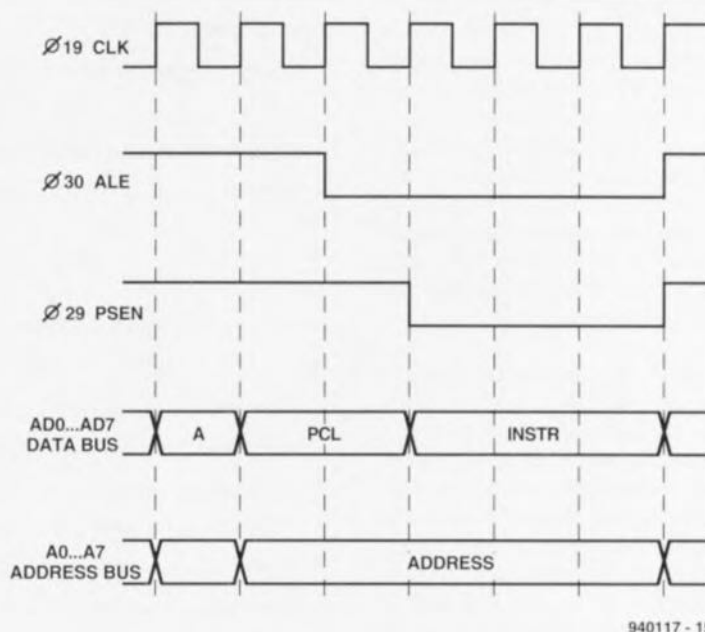 Ø19 CLK
Ø30 ALE
Ø29 PSEN
AD0...AD7
DATA BUS
A
PCL
INSTR
A0...A7
ADDRESS BUS
ADDRESS